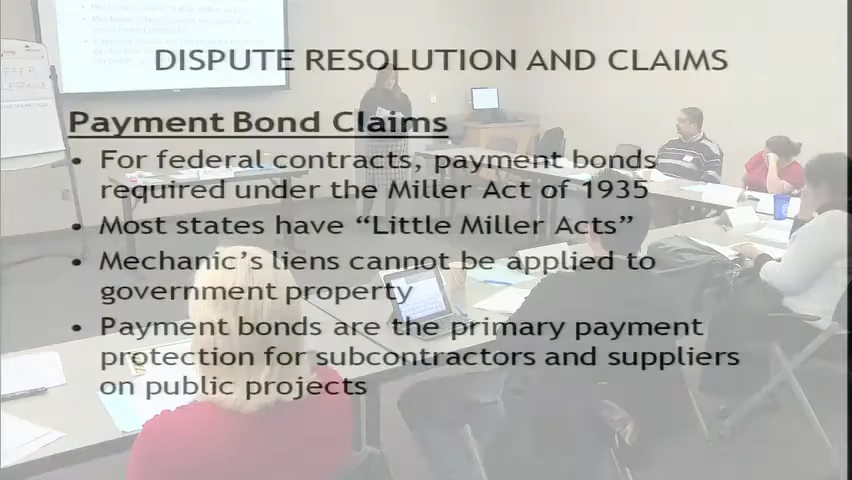 DISPUTE RESOLUTION AND CLAIMS
Payment Bond Claims
• For federal contracts, payment bonds
required under the Miller Act of 1935
• Most states have “Little Miller Acts”
• Mechanic’s liens cannot be applied to
government property
• Payment bonds are the primary payment
protection for subcontractors and suppliers
on public projects